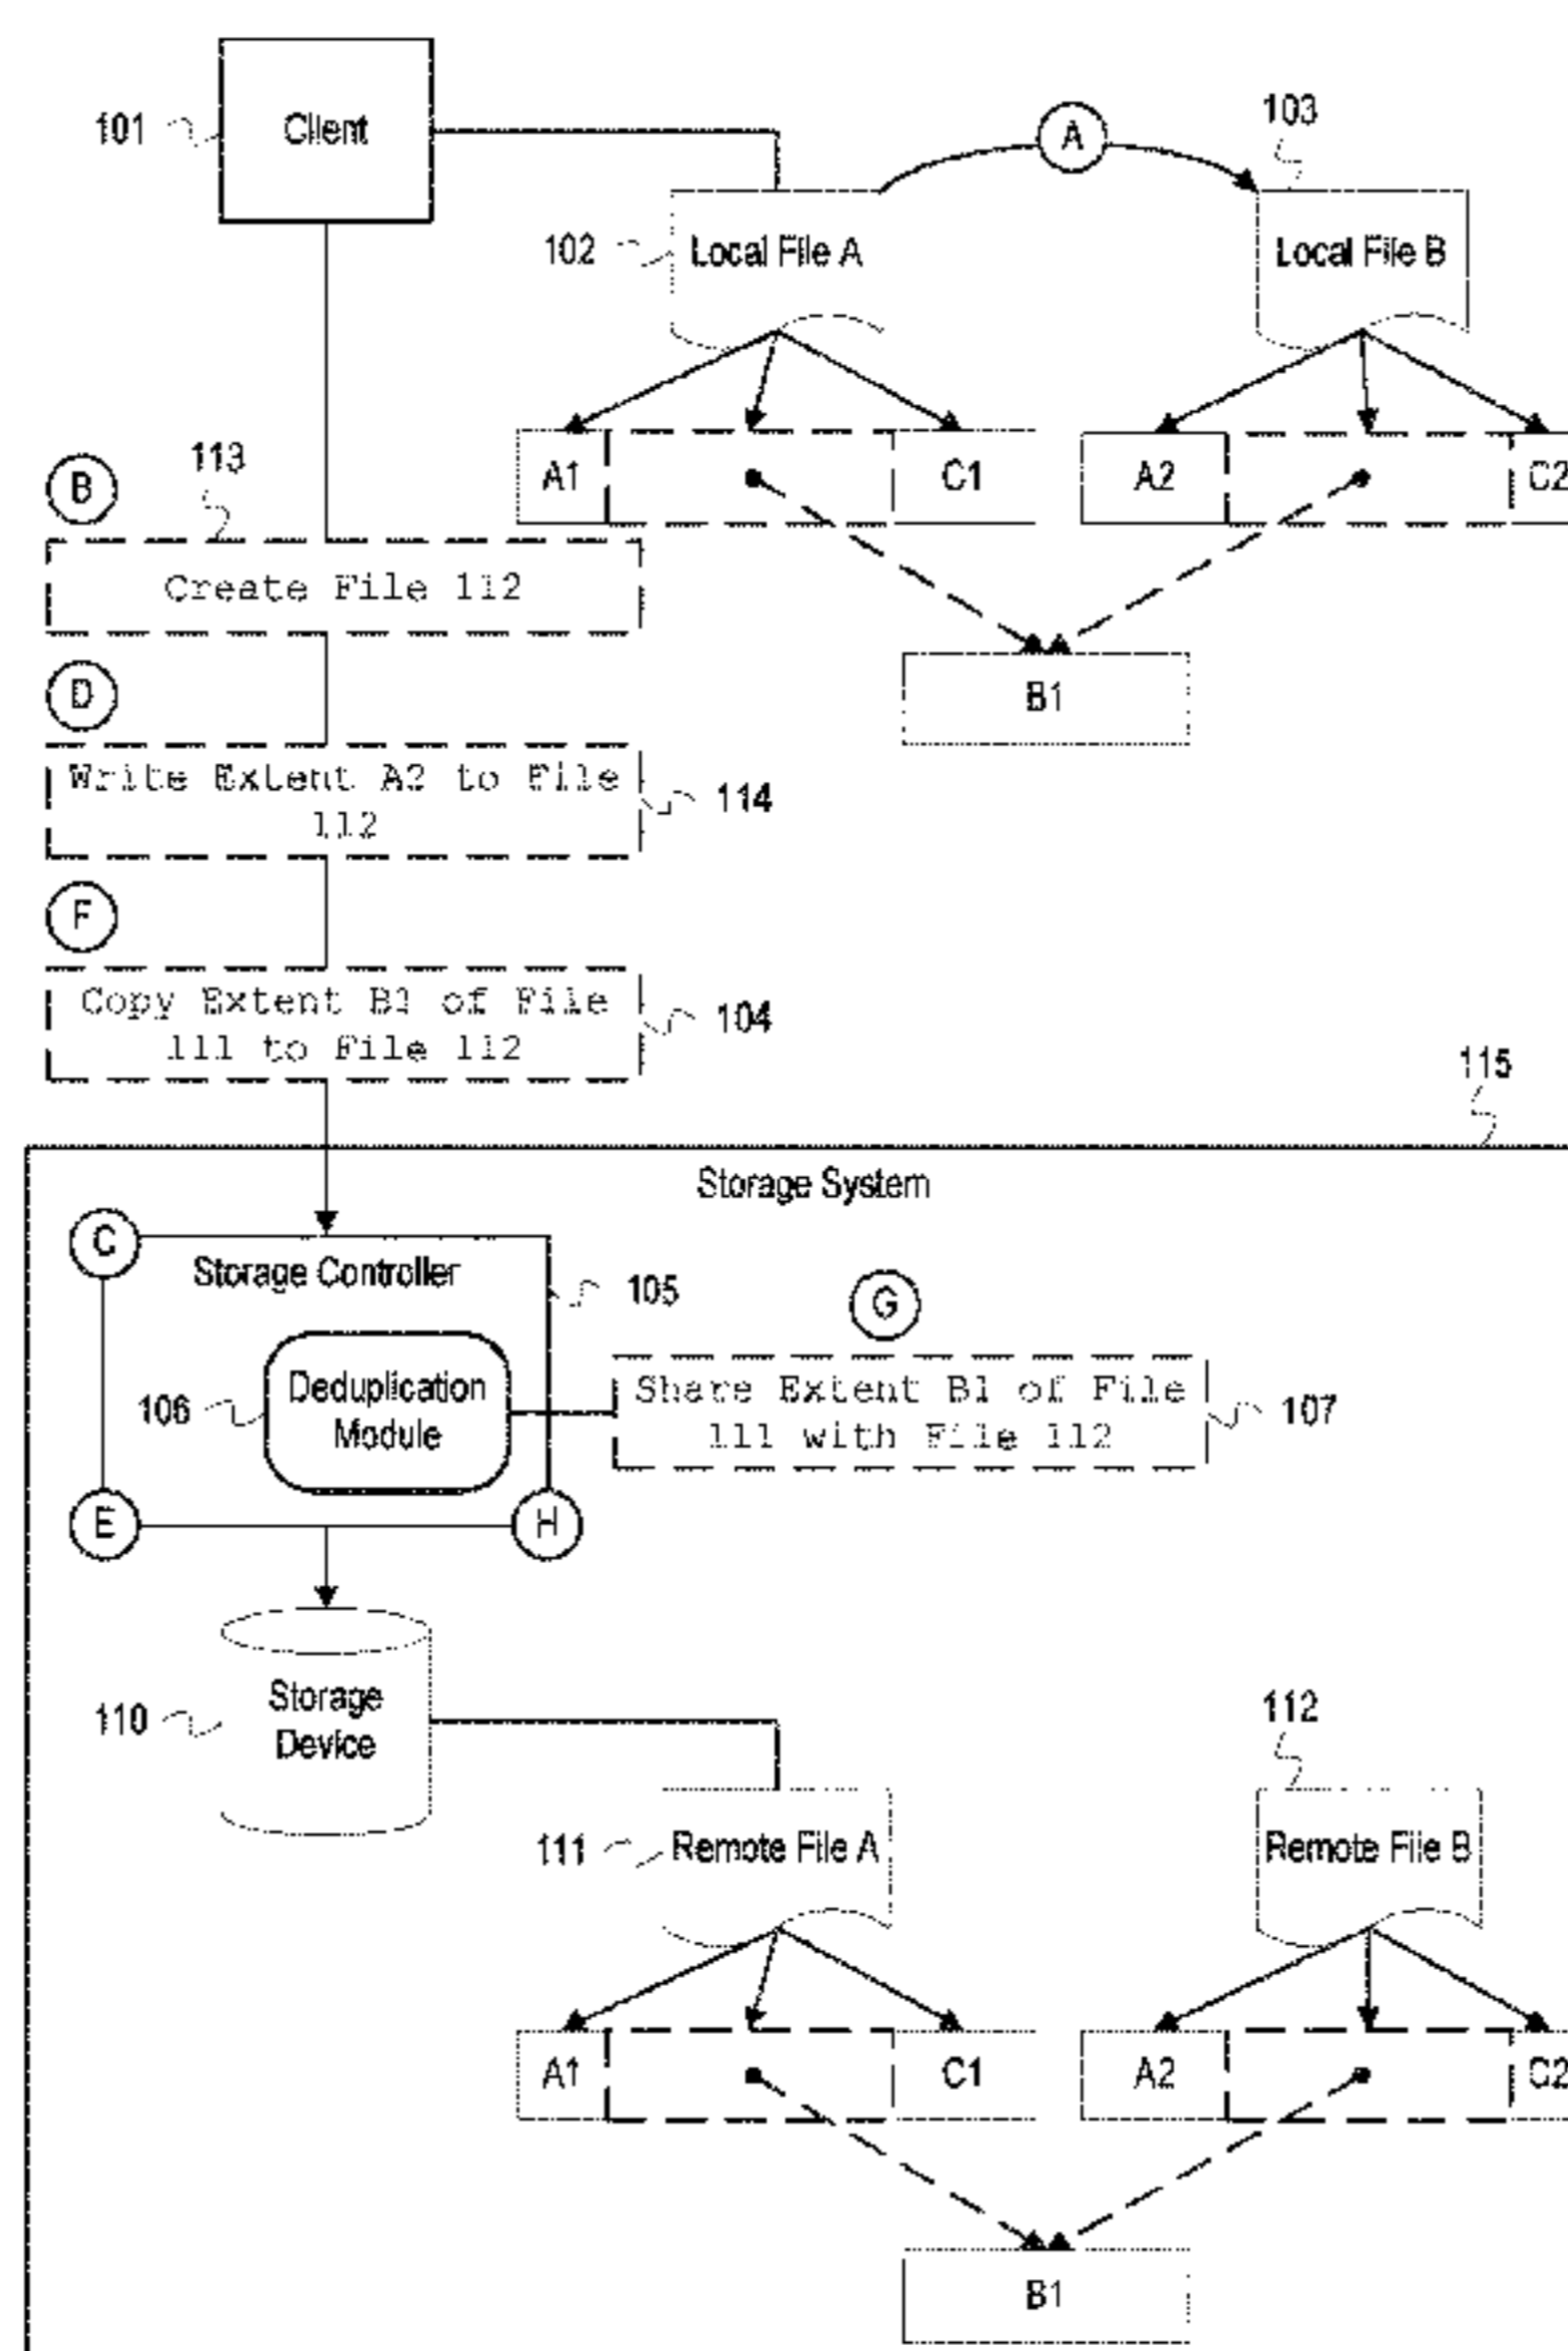 101
Client
A
103
102
Local File A
Local File B
A1
C1
A2
C2
B
113
Create File 112
B1
D
Write Extent A2 to File
112
114
F
Copy Extent B1 of File
111 to File 112
104
115
Storage System
C
Storage Controller
105
G
106
Deduplication
Module
Share Extent B1 of File
111 with File 112
107
E
H
110
Storage
Device
112
111
Remote File A
Remote File B
A1
C1
A2
C2
B1